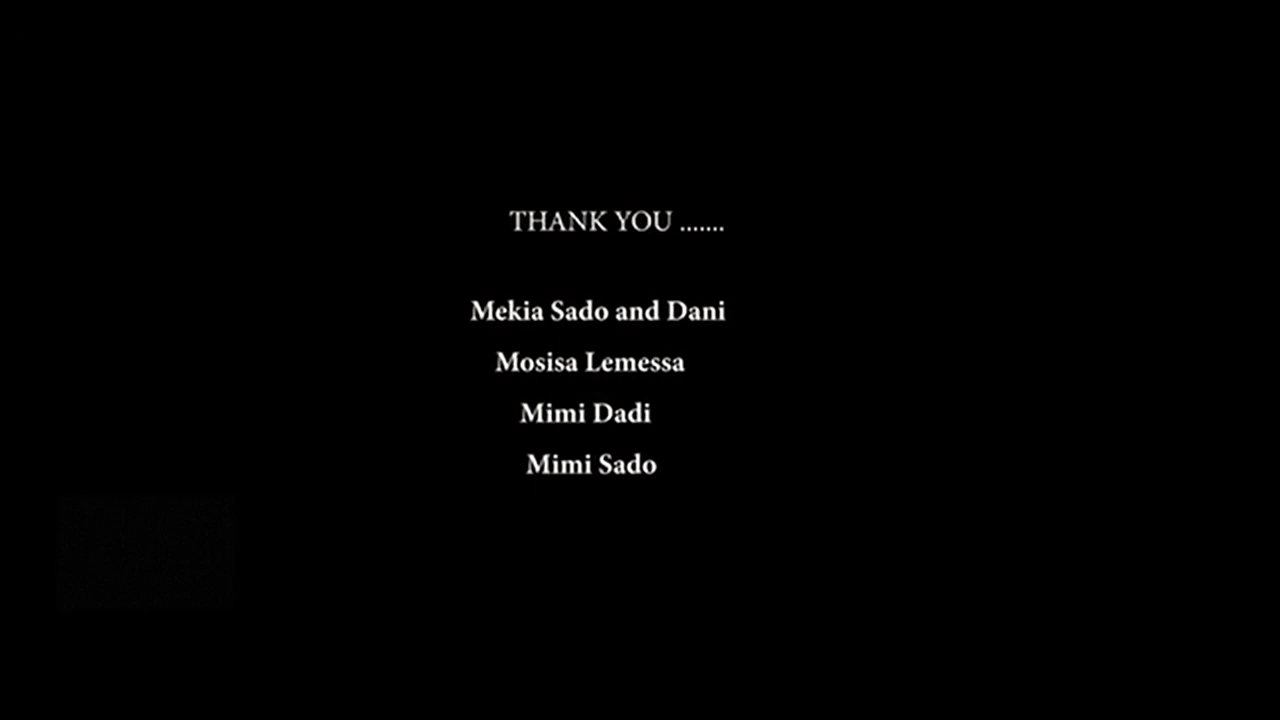 THANK YOU .......
Mekia Sado and Dani
Mosisa Lemessa
Mimi Dadi
Mimi Sado